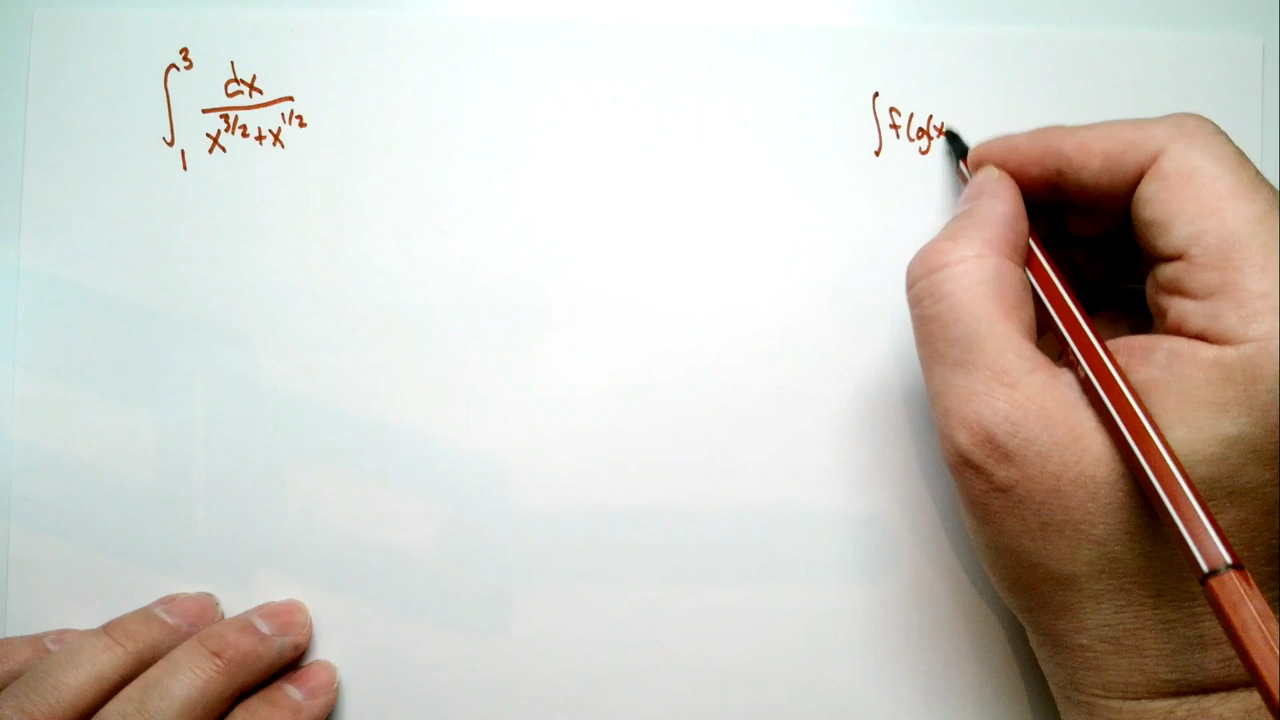 ∫₁³ dx / (x^{3/2} + x^{1/2})
∫ f(g(x